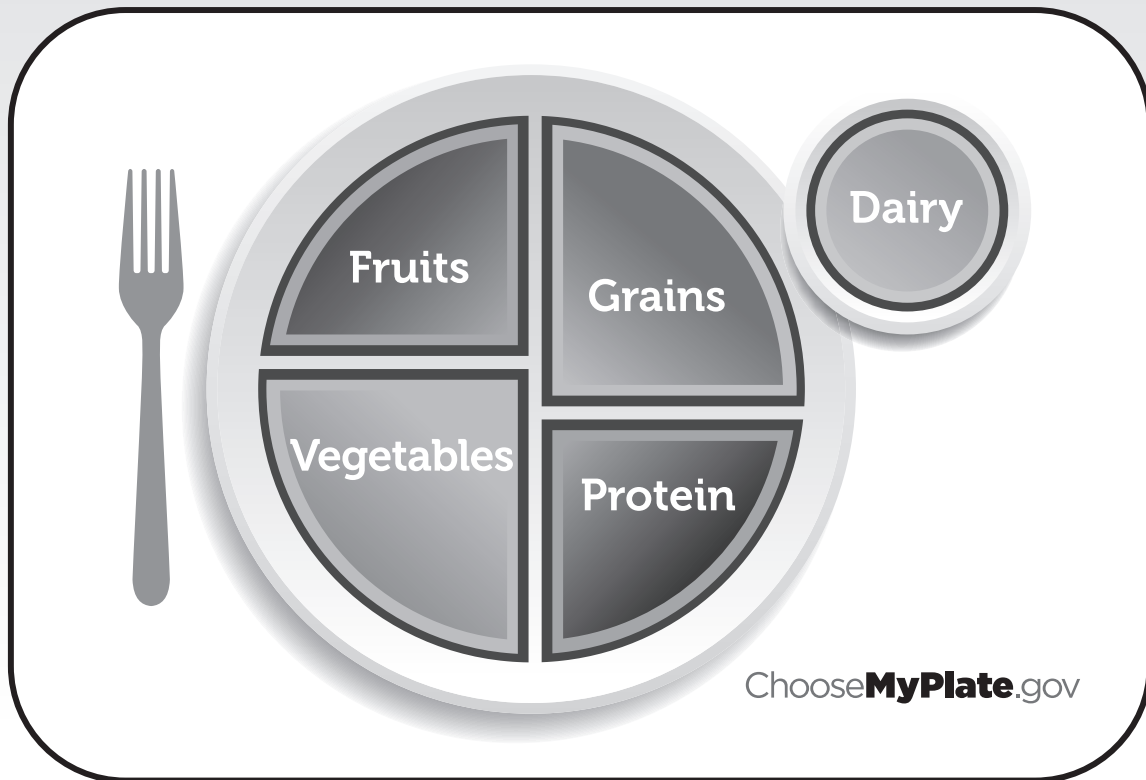 Fruits
Grains
Dairy
Vegetables
Protein
ChooseMyPlate.gov